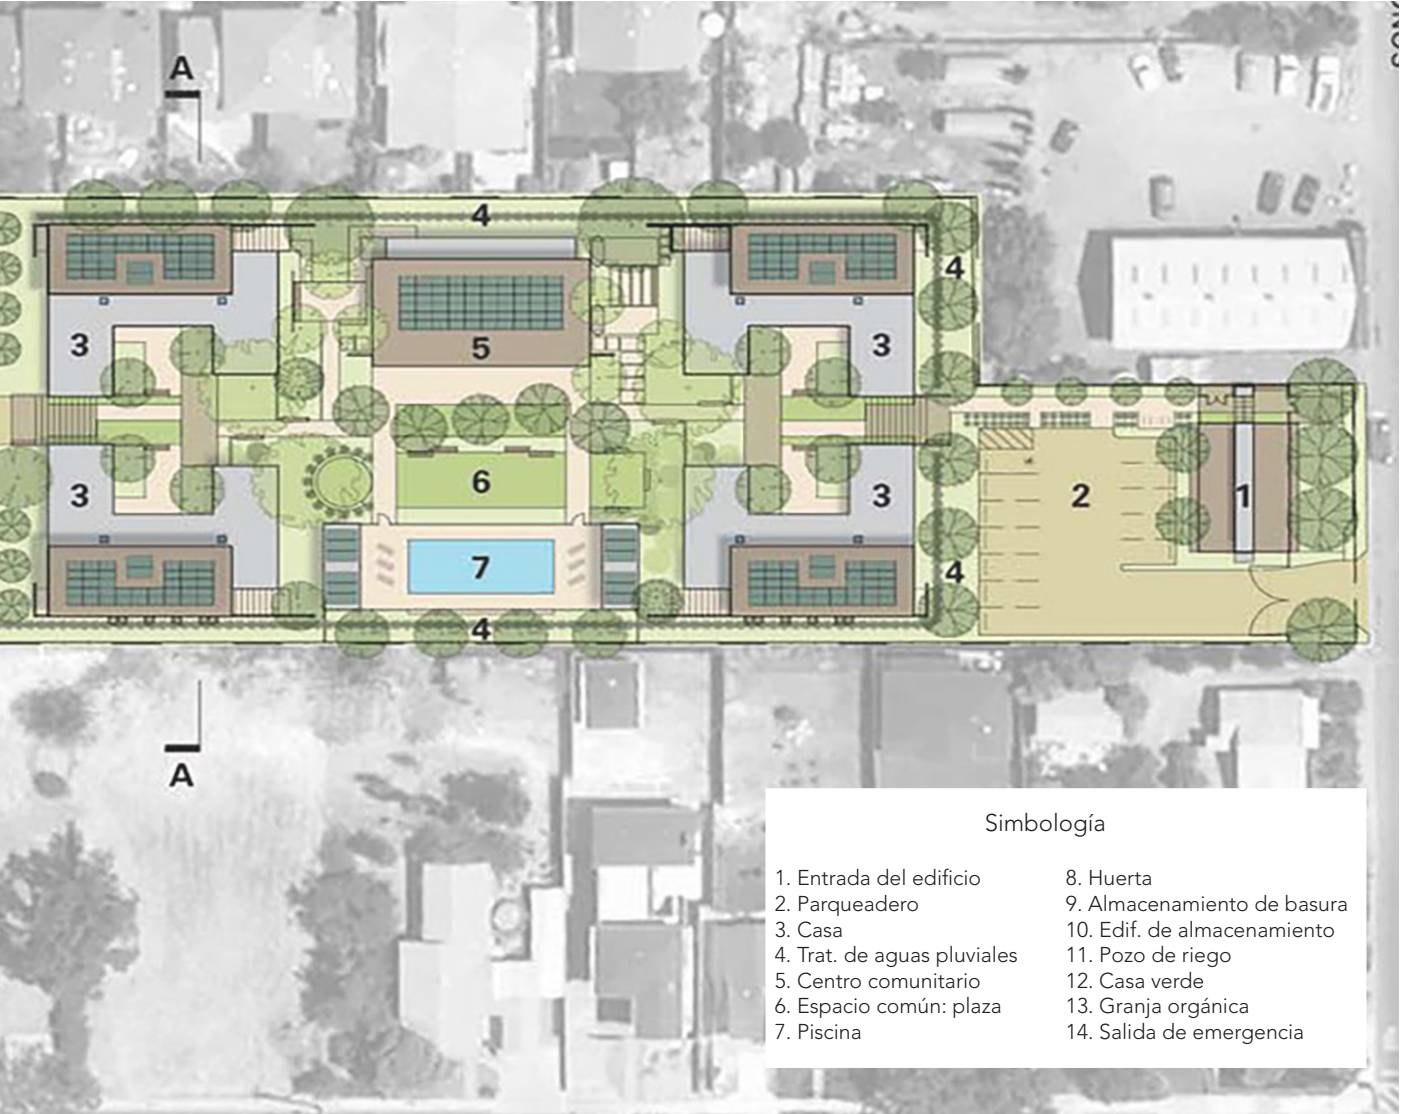 A
4
4
3
5
3
3
6
3
2
1
7
4
4
A
Simbología
1. Entrada del edificio
2. Parqueadero
3. Casa
4. Trat. de aguas pluviales
5. Centro comunitario
6. Espacio común: plaza
7. Piscina
8. Huerta
9. Almacenamiento de basura
10. Edif. de almacenamiento
11. Pozo de riego
12. Casa verde
13. Granja orgánica
14. Salida de emergencia